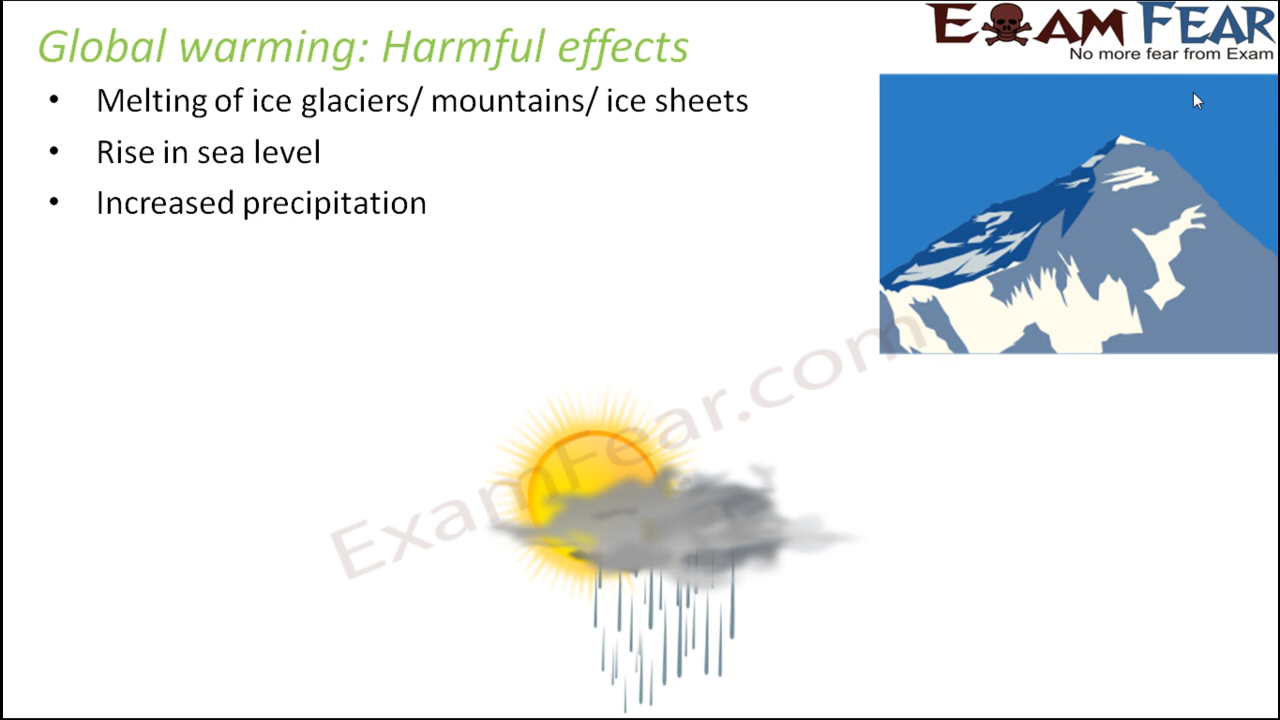 Global warming: Harmful effects
EXAM FEAR
No more fear from Exam
• Melting of ice glaciers/ mountains/ ice sheets
• Rise in sea level
• Increased precipitation
ExamFear.com